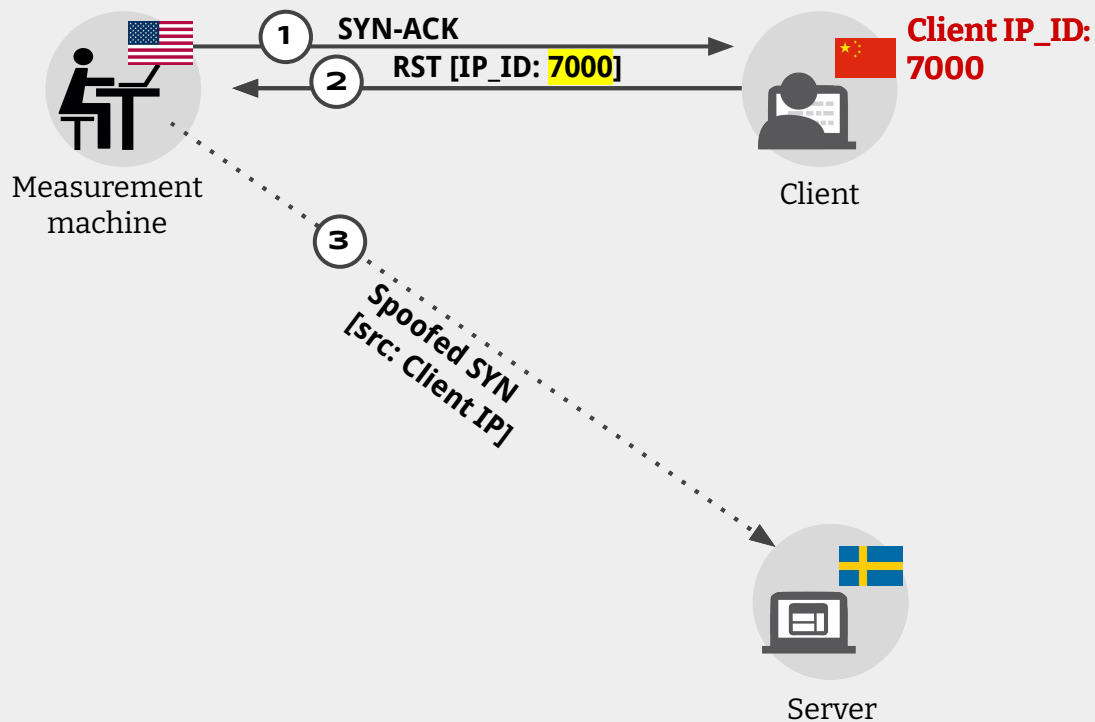 1
SYN-ACK
2
RST [IP_ID: 7000]
Client IP_ID:
7000
Measurement
machine
Client
3
Spoofed SYN
[src: Client IP]
Server